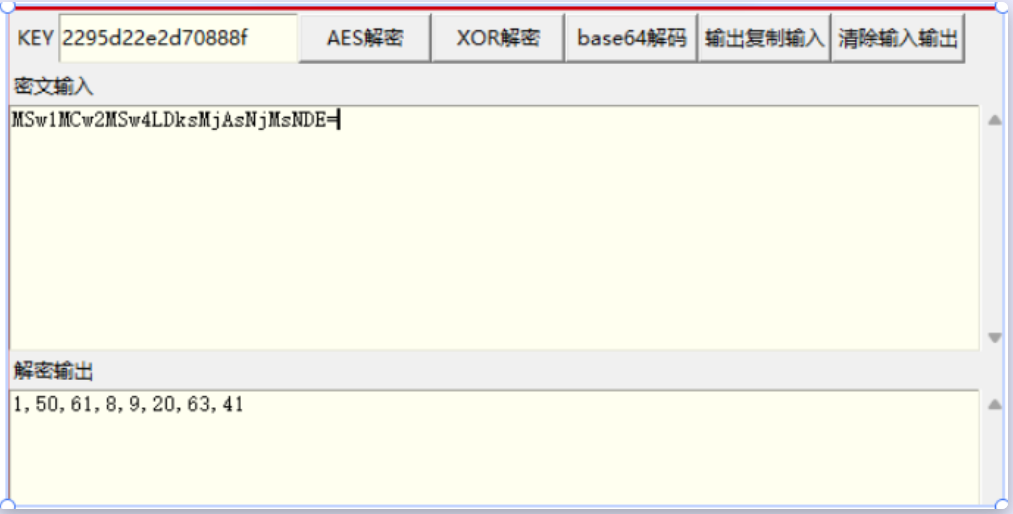 KEY 2295d22e2d70888f AES解密 XOR解密 base64解码 输出复制输入 清除输入输出
密文输入
MSw1MCw2MSw4LDksMjAsNjMsNDE=
解密输出
1,50,61,8,9,20,63,41